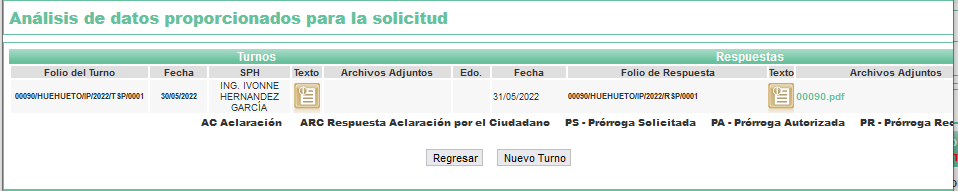 Análisis de datos proporcionados para la solicitud
Turnos Respuestas
Folio del Turno Fecha SPH Texto Archivos Adjuntos Edo. Fecha Folio de Respuesta Texto Archivos Adjuntos
00090/HUEHUETO/IP/2022/TSP/0001 30/05/2022 ING. IVONNE HERNANDEZ GARCÍA 31/05/2022 00090/HUEHUETO/IP/2022/RSP/0001 00090.pdf
AC Aclaración ARC Respuesta Aclaración por el Ciudadano PS - Prórroga Solicitada PA - Prórroga Autorizada PR - Prórroga Rec
Regresar Nuevo Turno